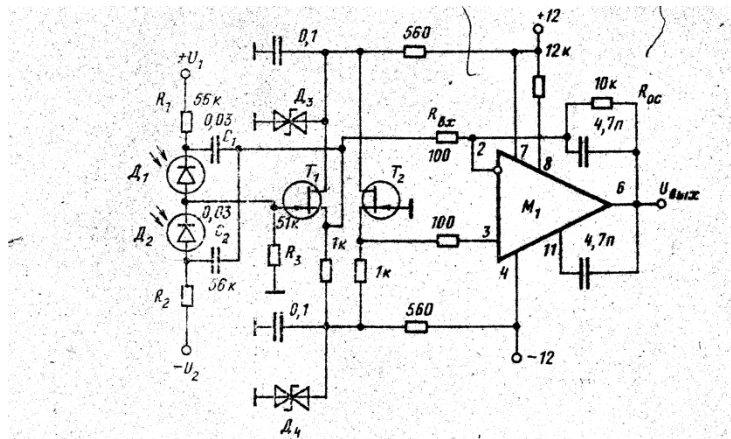 0,1
560
+12
12к
+U₁
R₁
56к
Д₃
10к
Rос
0,03
C₁
Rвх
4,7п
100
2
7
8
Д₁
T₁
T₂
M₁
6
Uвых
0,03
51к
Д₂
C₂
R₃
1к
1к
100
3
11
4
4,7п
56к
R₂
0,1
560
-12
-U₂
Д₄